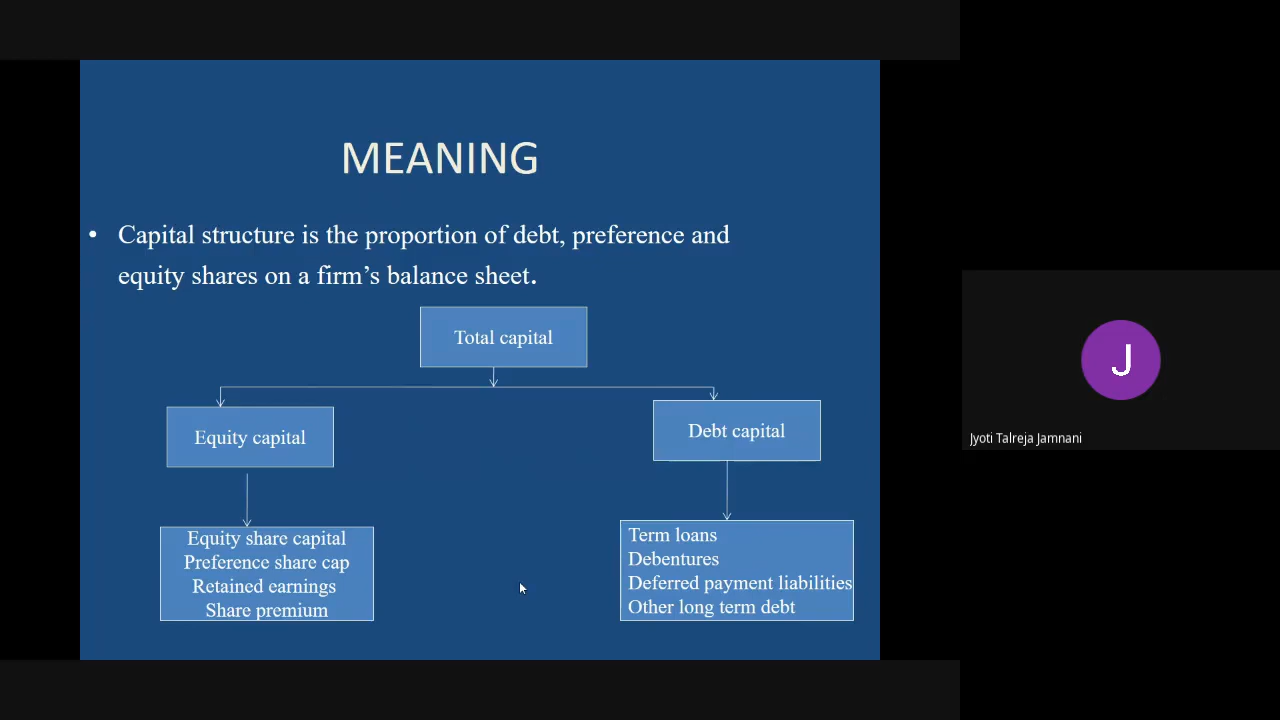 MEANING
• Capital structure is the proportion of debt, preference and
equity shares on a firm's balance sheet.
Total capital
Equity capital
Debt capital
Equity share capital
Preference share cap
Retained earnings
Share premium
Term loans
Debentures
Deferred payment liabilities
Other long term debt
J
Jyoti Talreja Jamnani